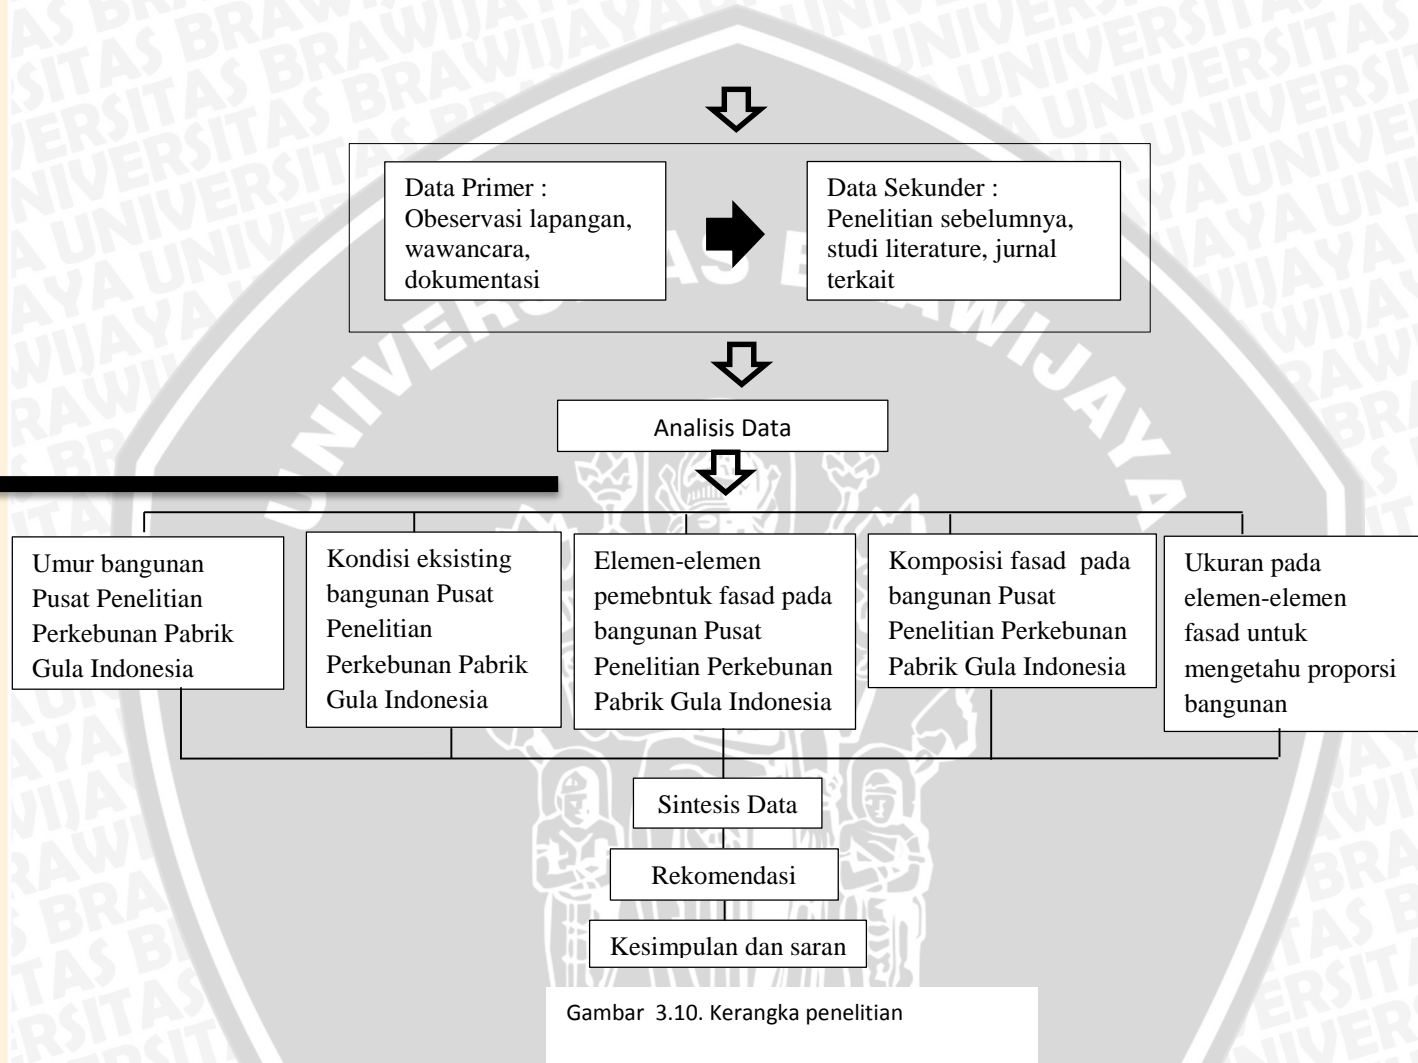 Data Primer :
Obeservasi lapangan,
wawancara,
dokumentasi
Data Sekunder :
Penelitian sebelumnya,
studi literature, jurnal
terkait
Analisis Data
Umur bangunan
Pusat Penelitian
Perkebunan Pabrik
Gula Indonesia
Kondisi eksisting
bangunan Pusat
Penelitian
Perkebunan Pabrik
Gula Indonesia
Elemen-elemen
pemebntuk fasad pada
bangunan Pusat
Penelitian Perkebunan
Pabrik Gula Indonesia
Komposisi fasad pada
bangunan Pusat
Penelitian Perkebunan
Pabrik Gula Indonesia
Ukuran pada
elemen-elemen
fasad untuk
mengetahu proporsi
bangunan
Sintesis Data
Rekomendasi
Kesimpulan dan saran
Gambar 3.10. Kerangka penelitian
UNIVERSITAS BRAWIJAYA